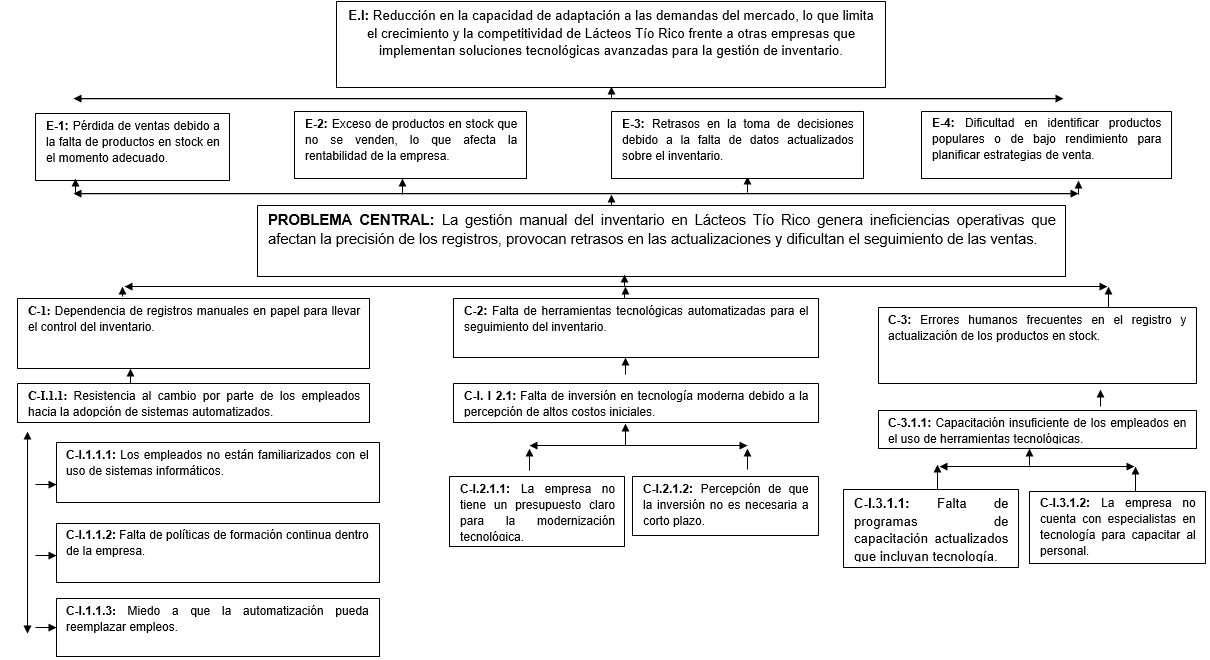 E.I: Reducción en la capacidad de adaptación a las demandas del mercado, lo que limita
el crecimiento y la competitividad de Lácteos Tío Rico frente a otras empresas que
implementan soluciones tecnológicas avanzadas para la gestión de inventario.
E-1: Pérdida de ventas debido a
la falta de productos en stock en
el momento adecuado.
E-2: Exceso de productos en stock que
no se venden, lo que afecta la
rentabilidad de la empresa.
E-3: Retrasos en la toma de decisiones
debido a la falta de datos actualizados
sobre el inventario.
E-4: Dificultad en identificar productos
populares o de bajo rendimiento para
planificar estrategias de venta.
PROBLEMA CENTRAL: La gestión manual del inventario en Lácteos Tío Rico genera ineficiencias operativas que
afectan la precisión de los registros, provocan retrasos en las actualizaciones y dificultan el seguimiento de las ventas.
C-1: Dependencia de registros manuales en papel para llevar
el control del inventario.
C-2: Falta de herramientas tecnológicas automatizadas para el
seguimiento del inventario.
C-3: Errores humanos frecuentes en el registro y
actualización de los productos en stock.
C-I.1.1: Resistencia al cambio por parte de los empleados
hacia la adopción de sistemas automatizados.
C-I. I 2.1: Falta de inversión en tecnología moderna debido a la
percepción de altos costos iniciales.
C-3.1.1: Capacitación insuficiente de los empleados en
el uso de herramientas tecnológicas.
C-I.1.1.1: Los empleados no están familiarizados con el
uso de sistemas informáticos.
C-I.1.1.2: Falta de políticas de formación continua dentro
de la empresa.
C-I.1.1.3: Miedo a que la automatización pueda
reemplazar empleos.
C-I.2.1.1: La empresa no
tiene un presupuesto claro
para la modernización
tecnológica.
C-I.2.1.2: Percepción de que
la inversión no es necesaria a
corto plazo.
C-I.3.1.1: Falta de
programas de
capacitación actualizados
que incluyan tecnología.
C-I.3.1.2: La empresa no
cuenta con especialistas en
tecnología para capacitar al
personal.